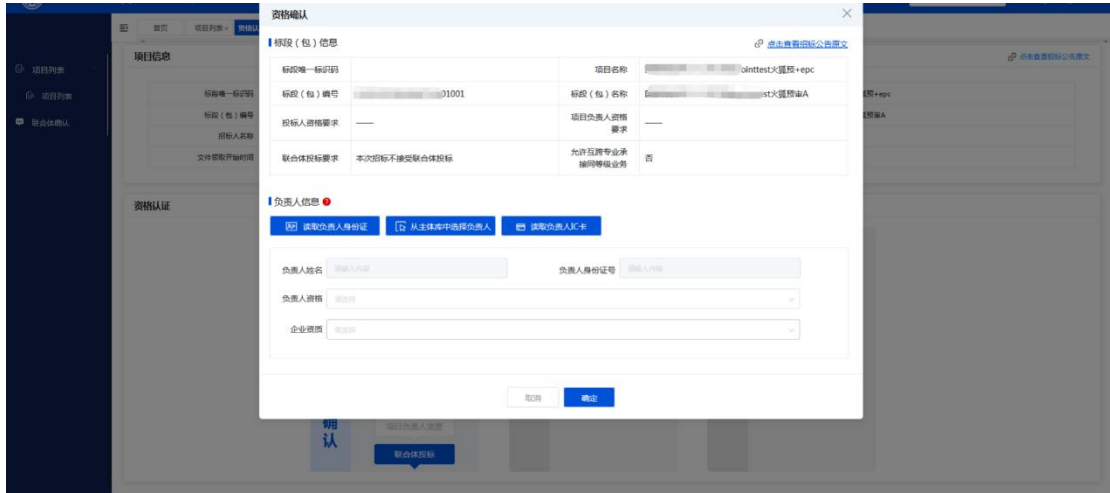 资格确认
首页 项目列表 资格认
标段（包）信息
点击查看招标公告原文
项目信息
点击查看招标公告原文
项目列表
项目列表
联合体确认
标段唯一标识码
项目名称 ointtest火狐预+epc
标段（包）编号 01001
标段（包）名称 st火狐预审A
投标人资格要求 ——
项目负责人资格要求 ——
联合体投标要求 本次招标不接受联合体投标
允许互跨专业承接同等级业务 否
标段唯一标识码
标段（包）编号
招标人名称
文件领取开始时间
资格认证
负责人信息
读取负责人身份证 从主体库中选择负责人 读取负责人IC卡
负责人姓名 请输入内容
负责人身份证号 请输入内容
负责人资格 请选择
企业资质 请选择
取消 确定
确认
项目负责人变更
联合体投标